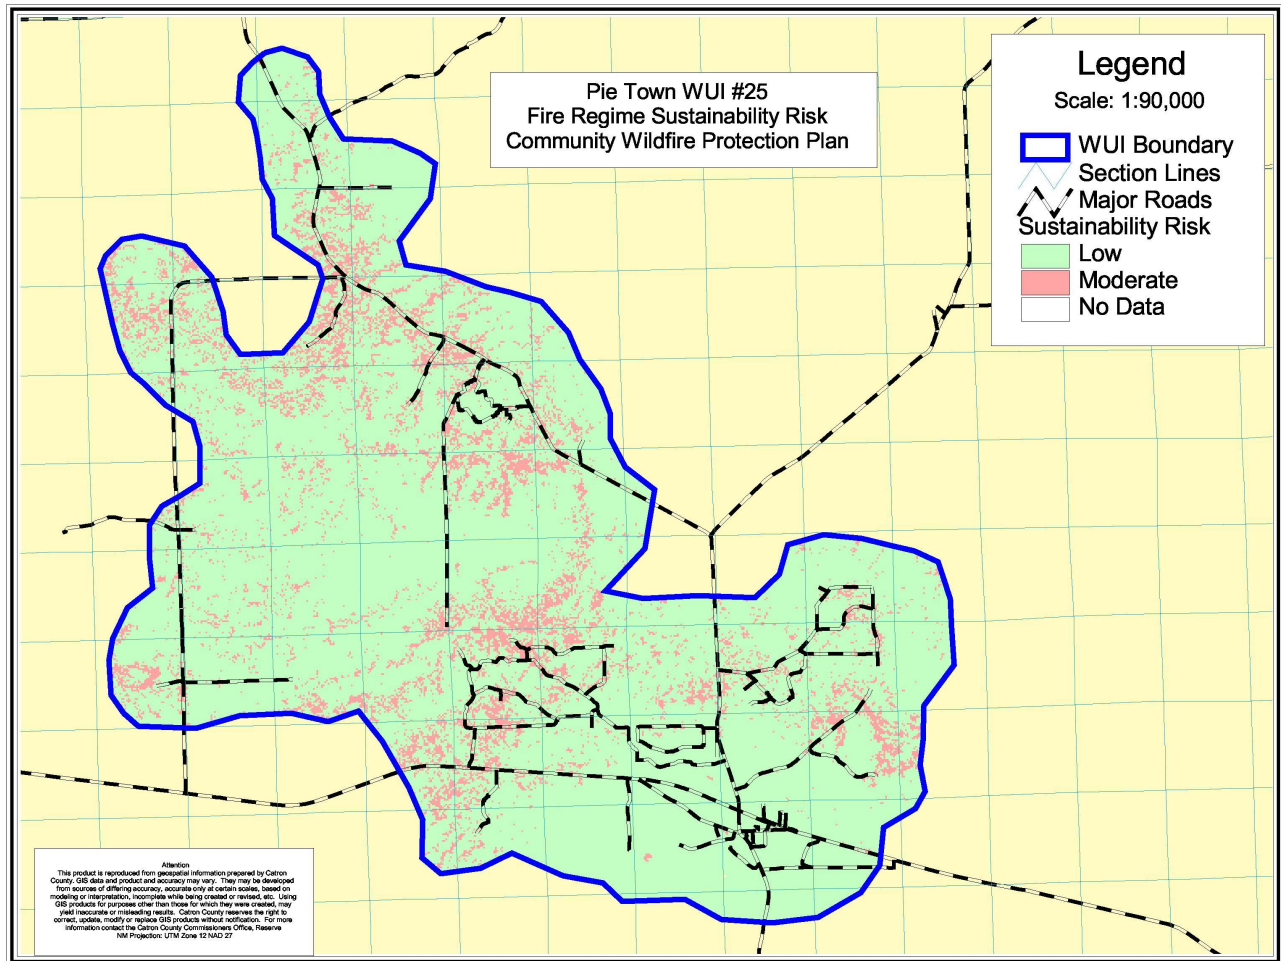 Pie Town WUI #25
Fire Regime Sustainability Risk
Community Wildfire Protection Plan
Legend
Scale: 1:90,000
WUI Boundary
Section Lines
Major Roads
Sustainability Risk
Low
Moderate
No Data
Attention
This product is reproduced from geospatial information prepared by Catron
County. GIS data and product and accuracy may vary. They may be developed
from sources of differing accuracy, accurate only at certain scales, based on
modeling or interpretation, incomplete while being created or revised, etc. Using
GIS products for purposes other than those for which they were created, may
yield inaccurate or misleading results. Catron County reserves the right to
correct, update, modify or replace GIS products without notification. For more
information contact the Catron County Commissioners Office, Reserve
NM Projection: UTM Zone 12 NAD 27